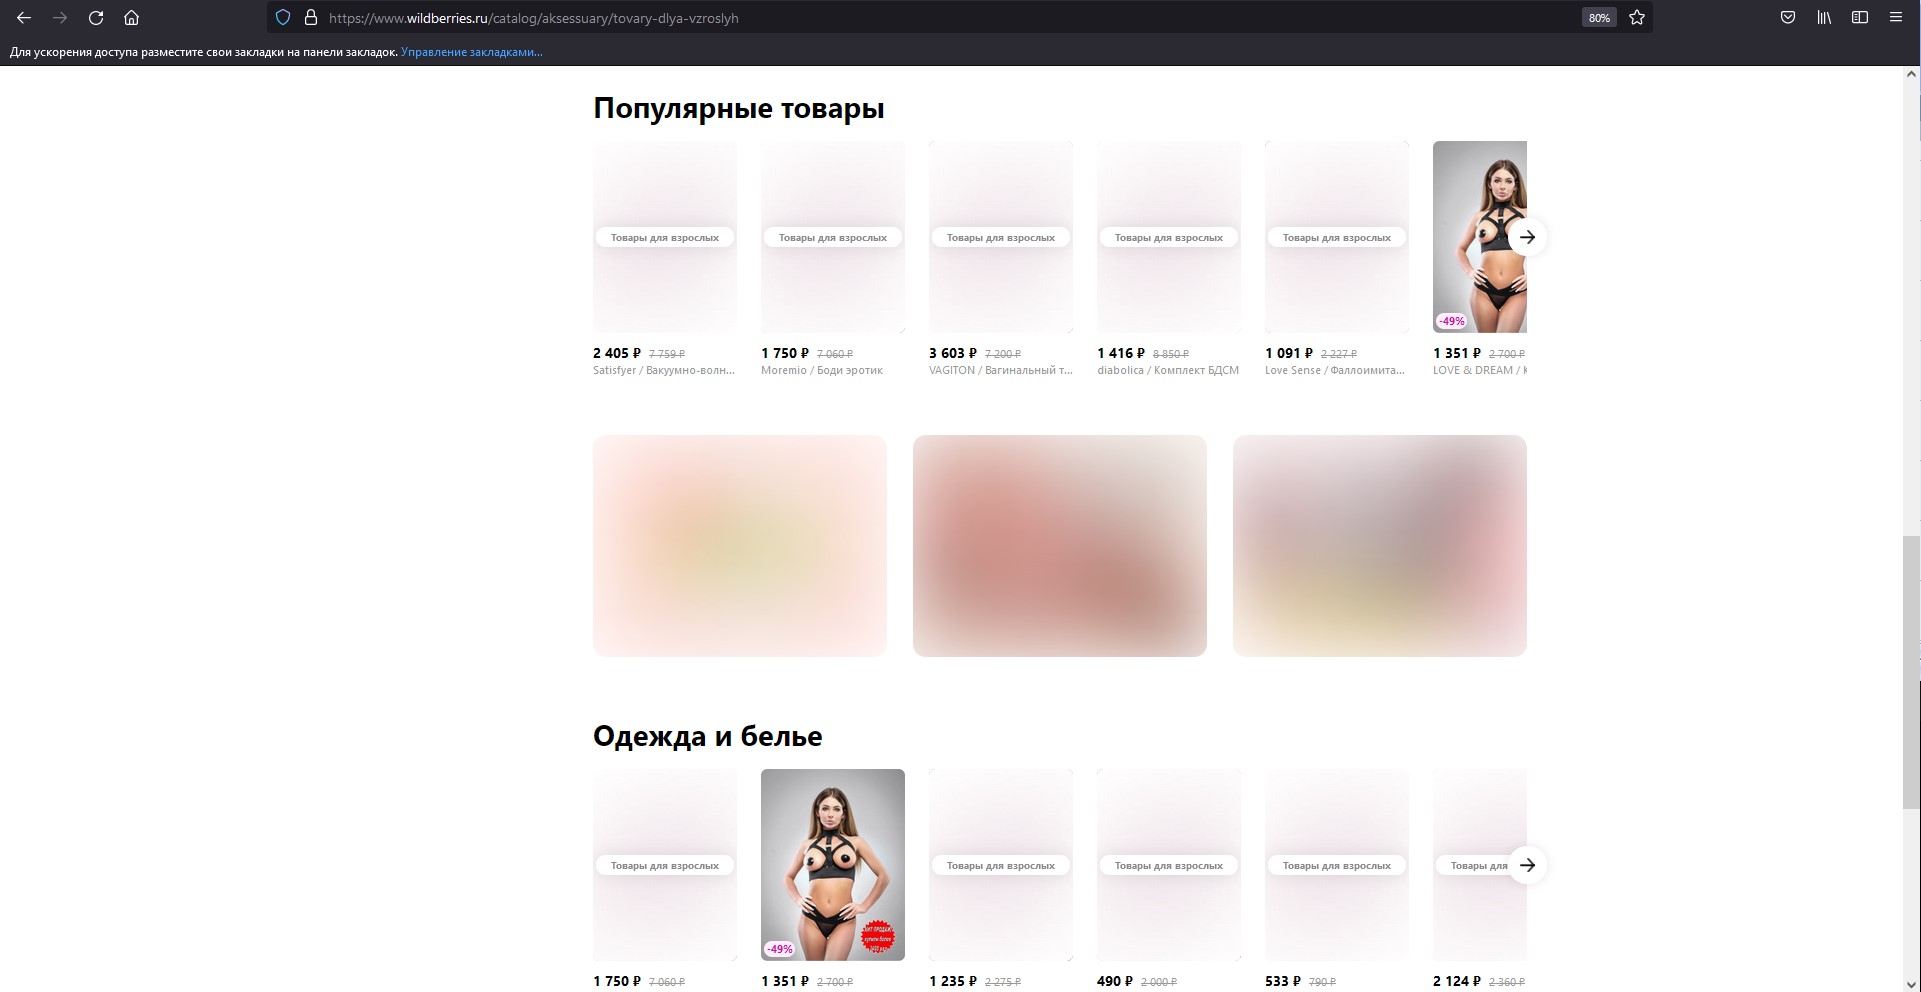 https://www.wildberries.ru/catalog/aksessuary/tovary-dlya-vzroslyh
80%
Для ускорения доступа разместите свои закладки на панели закладок. Управление закладками...
Популярные товары
Товары для взрослых
Товары для взрослых
Товары для взрослых
Товары для взрослых
Товары для взрослых
-49%
2 405 ₽ 7 759 ₽
1 750 ₽ 7 060 ₽
3 603 ₽ 7 200 ₽
1 416 ₽ 8 850 ₽
1 091 ₽ 2 227 ₽
1 351 ₽ 2 700 ₽
Satisfyer / Вакуумно-волн...
Moremio / Боди эротик
VAGITON / Вагинальный т...
diabolica / Комплект БДСМ
Love Sense / Фаллоимита...
LOVE & DREAM / К
Одежда и белье
Товары для взрослых
Товары для взрослых
Товары для взрослых
Товары для взрослых
Товары для
ХИТ ПРОДАЖ
купили более
-49%
1 750 ₽ 7 060 ₽
1 351 ₽ 2 700 ₽
1 235 ₽ 2 275 ₽
490 ₽ 2 000 ₽
533 ₽ 790 ₽
2 124 ₽ 2 360 ₽